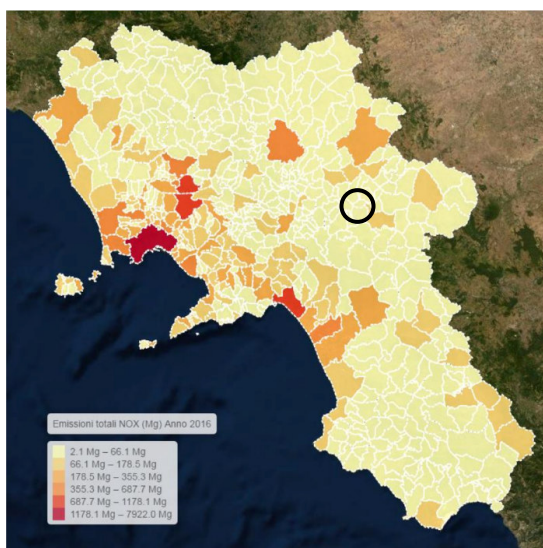 Emissioni totali NOX (Mg) Anno 2016
2.1 Mg – 66.1 Mg
66.1 Mg – 178.5 Mg
178.5 Mg – 355.3 Mg
355.3 Mg – 687.7 Mg
687.7 Mg – 1178.1 Mg
1178.1 Mg – 7922.0 Mg